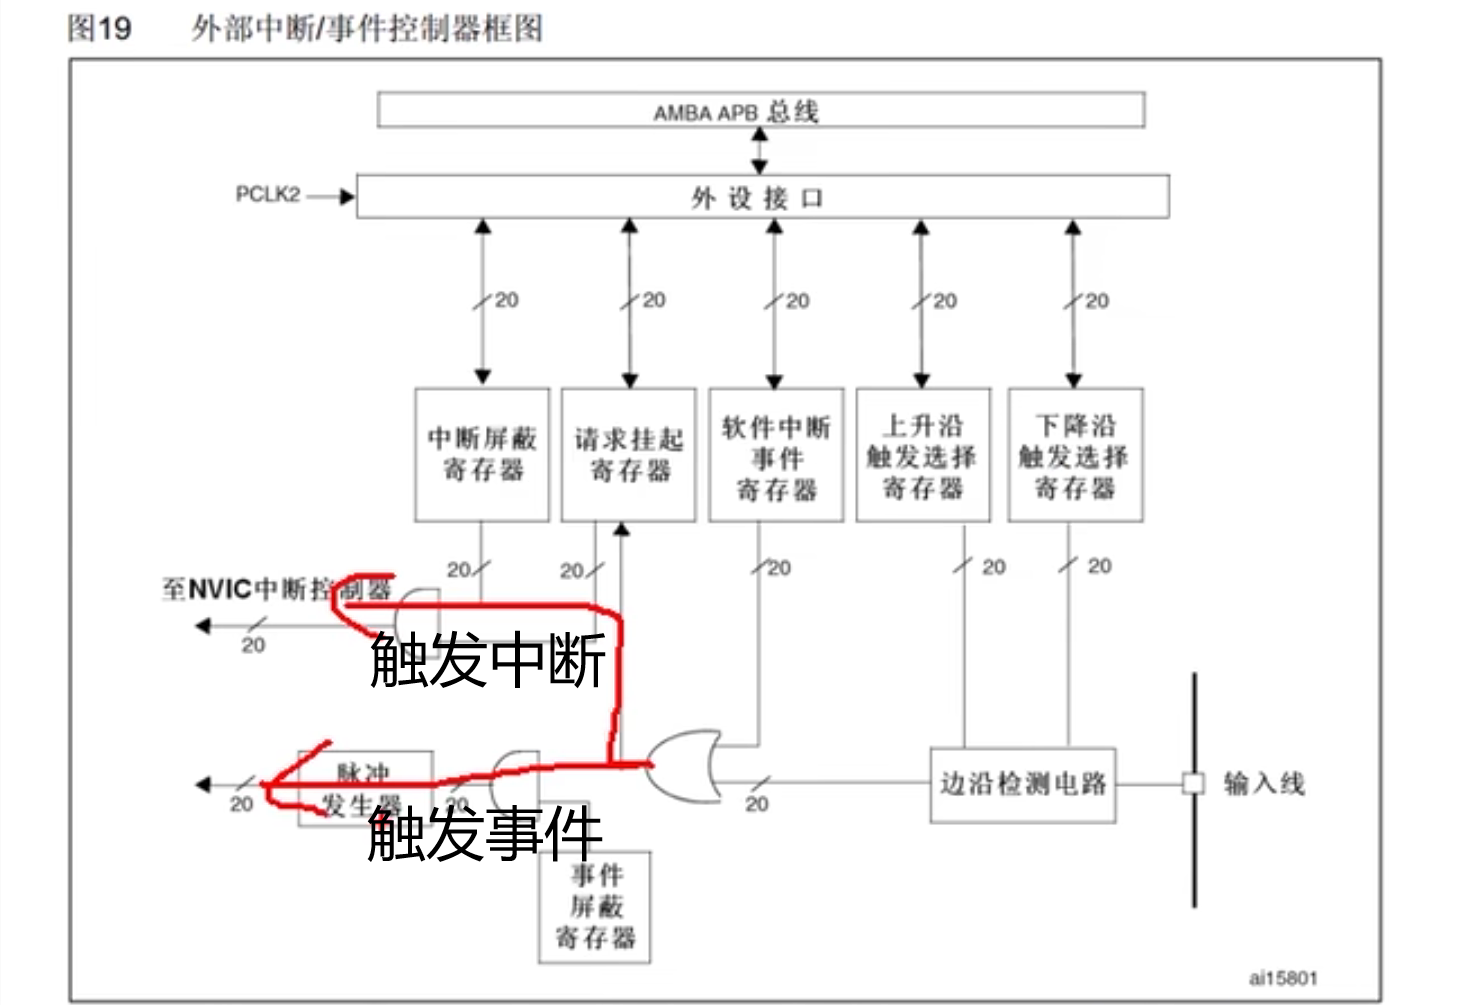 图19 外部中断/事件控制器框图
AMBA APB 总线
PCLK2
外设接口
20 20 20 20 20
中断屏蔽
寄存器
请求挂起
寄存器
软件中断
事件
寄存器
上升沿
触发选择
寄存器
下降沿
触发选择
寄存器
20 20 20 20 20
至NVIC中断控制器
20
触发中断
脉冲
发生器
20 20 20
边沿检测电路
输入线
触发事件
事件
屏蔽
寄存器
ai15801